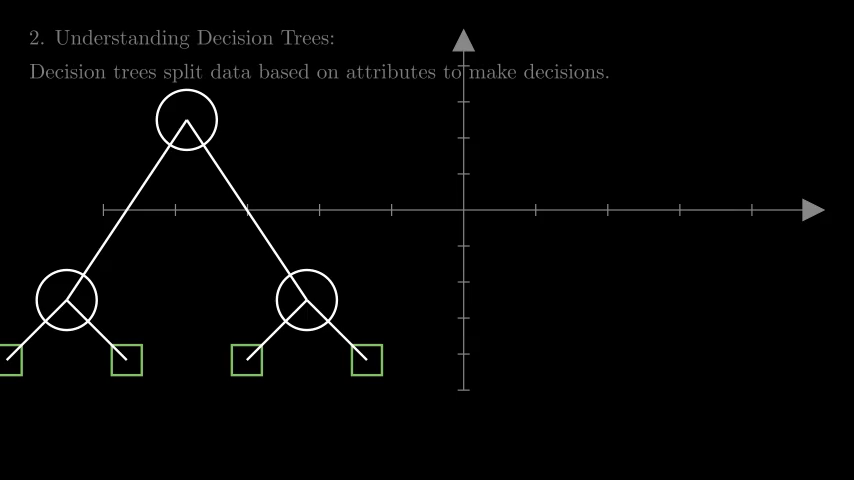 2. Understanding Decision Trees:
Decision trees split data based on attributes to make decisions.